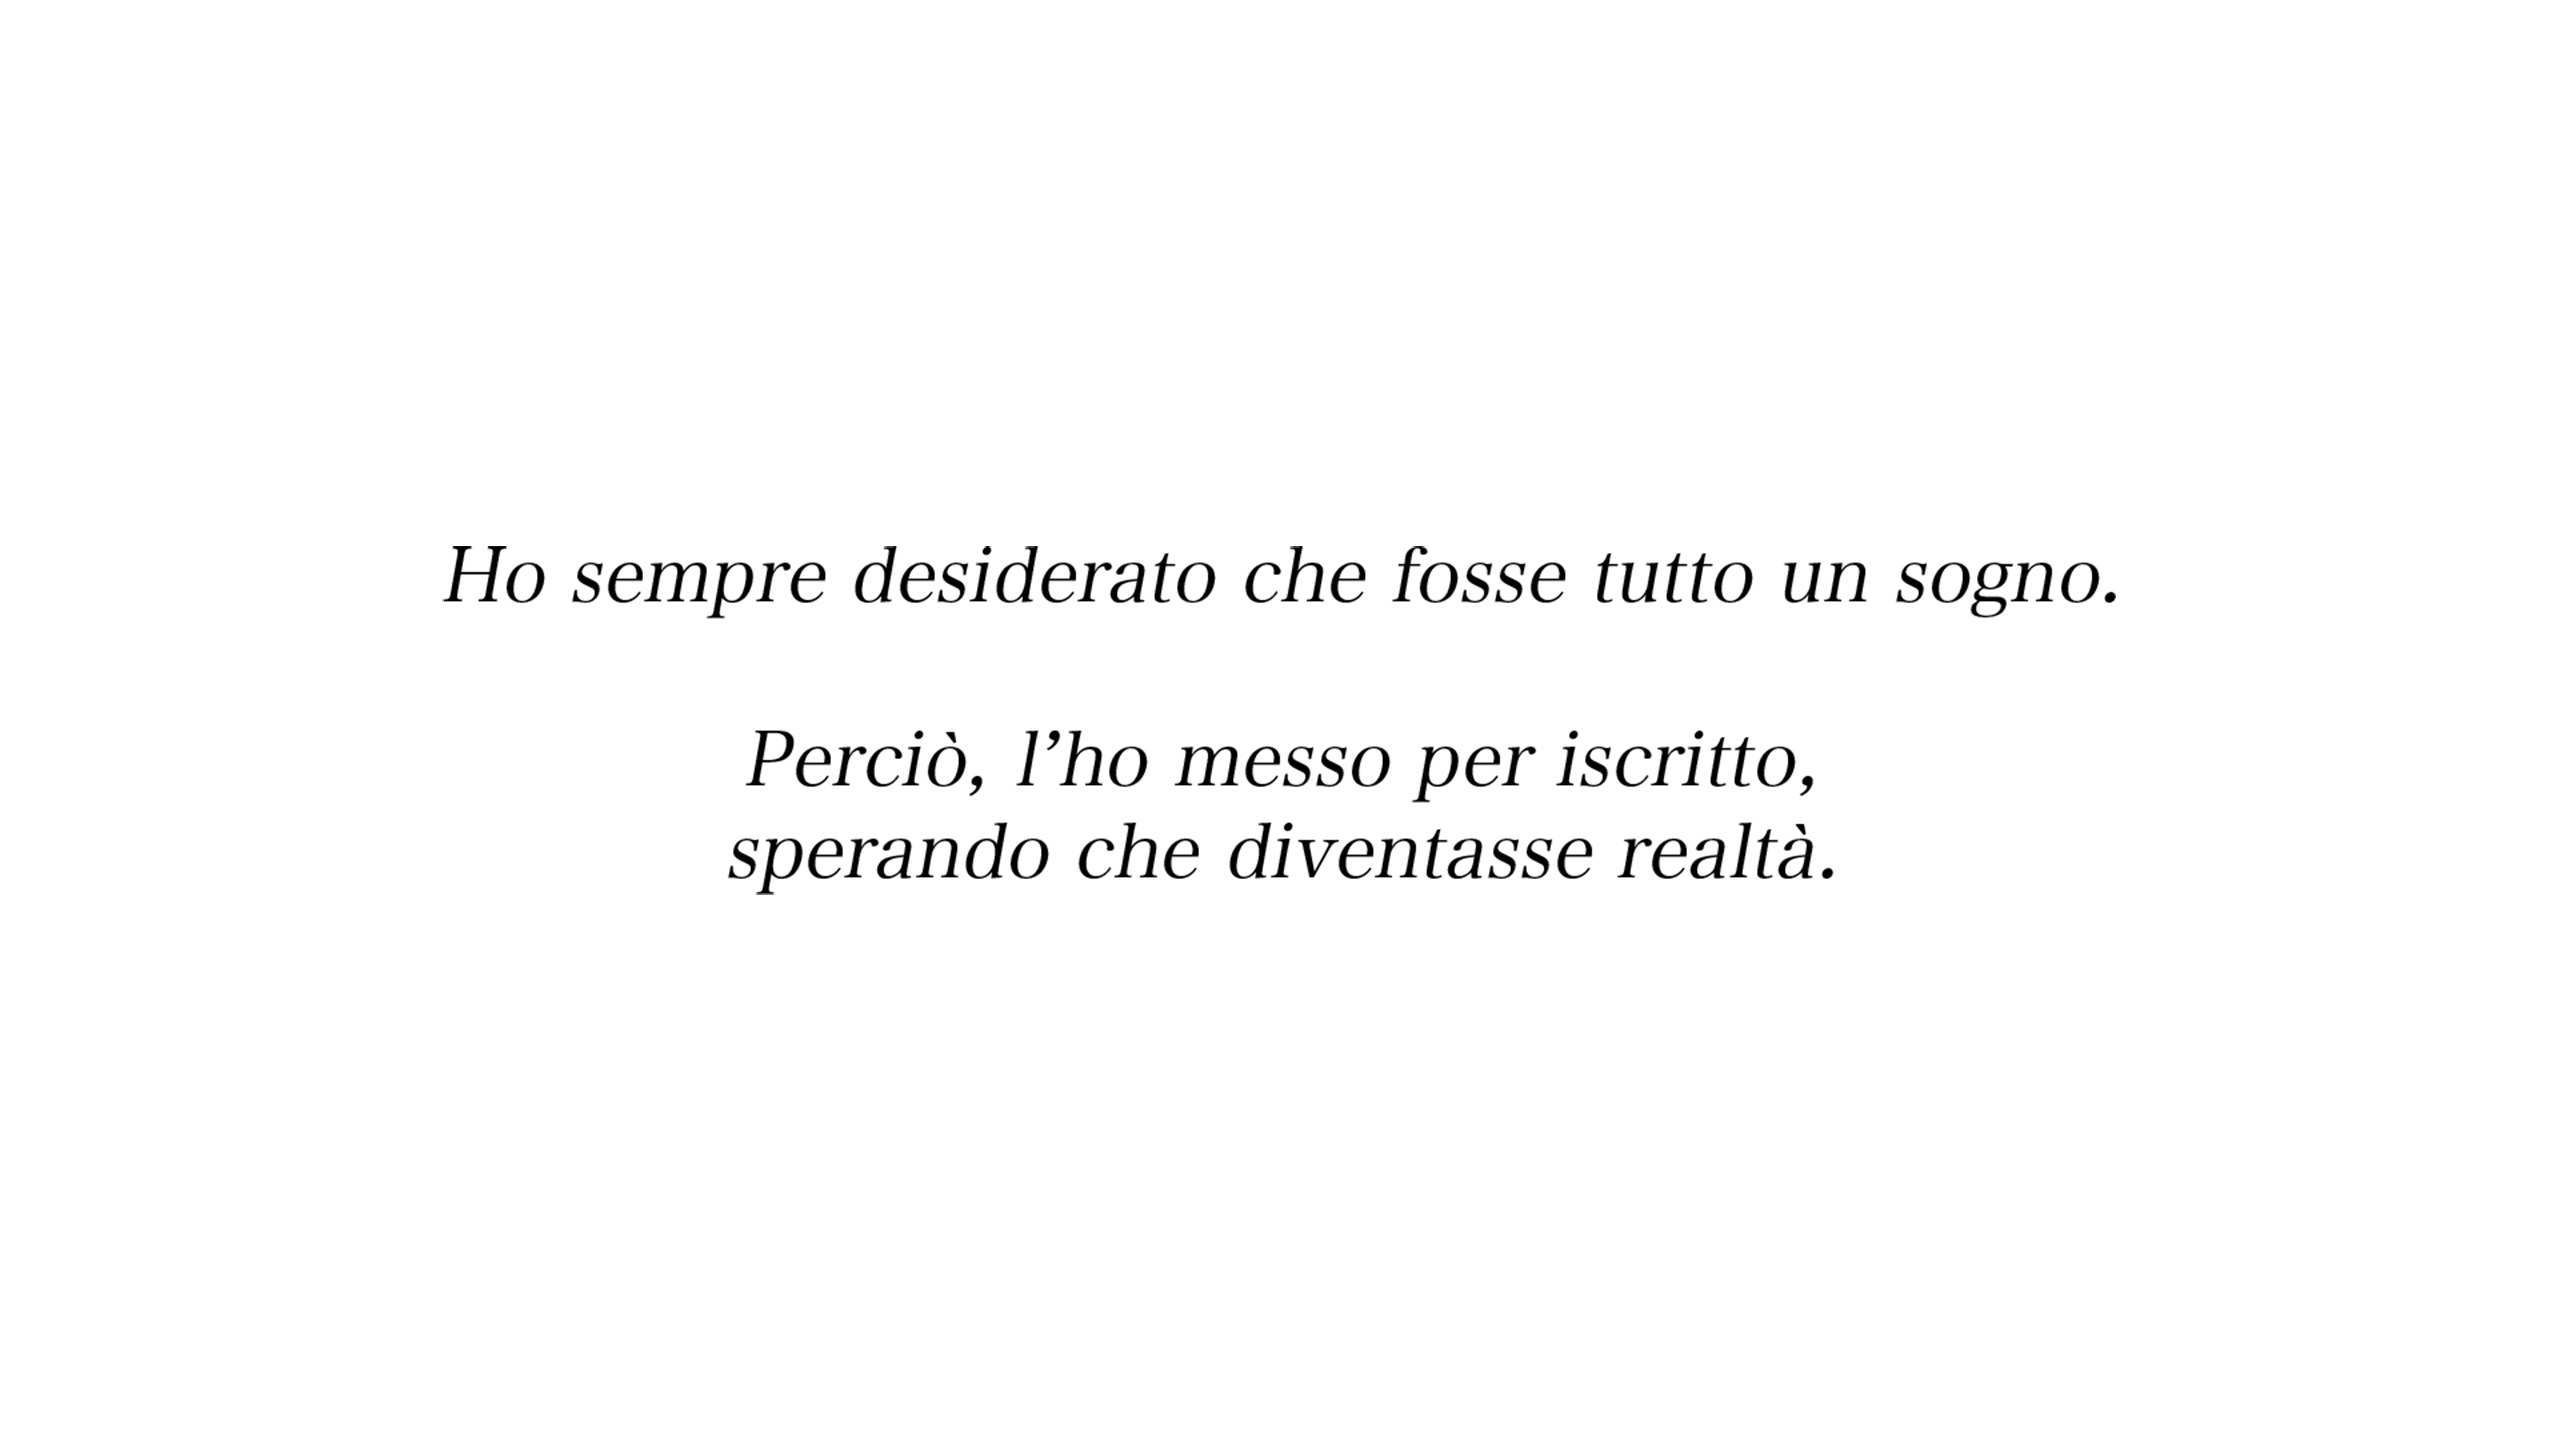 Ho sempre desiderato che fosse tutto un sogno.
Perciò, l’ho messo per iscritto,
sperando che diventasse realtà.